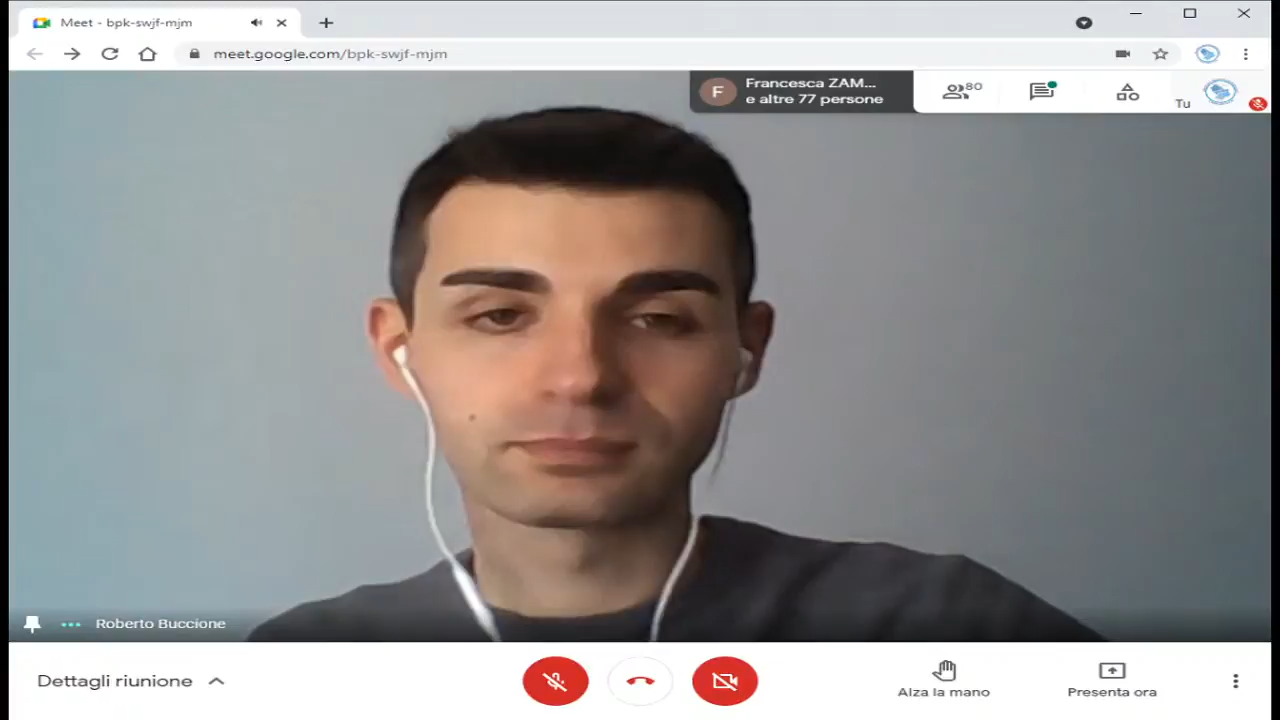 Meet - bpk-swjf-mjm
meet.google.com/bpk-swjf-mjm
F
Francesca ZAM...
e altre 77 persone
80
Tu
Roberto Buccione
Dettagli riunione
Alza la mano
Presenta ora